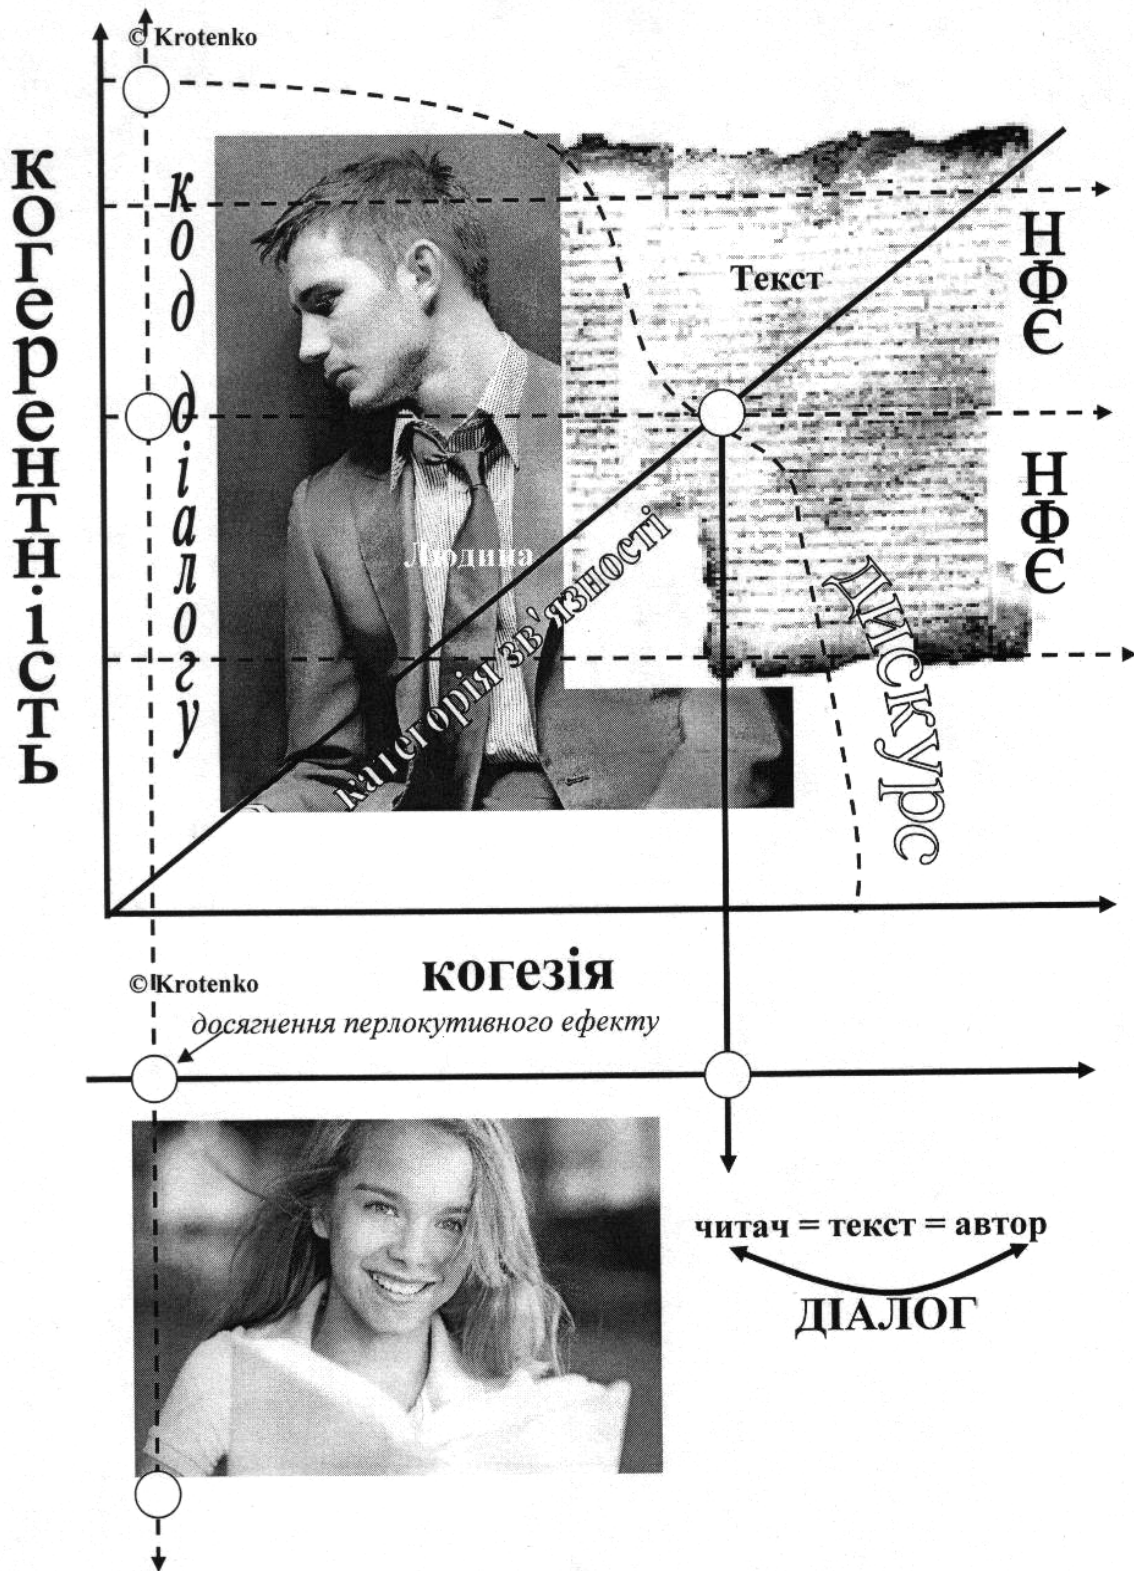 © Krotenko
когерентність
код діалогу
Текст
НФЄ
НФЄ
Людина
категорія зв'язності
Дискурс
когезія
© Krotenko
досягнення перлокутивного ефекту
читач = текст = автор
ДІАЛОГ